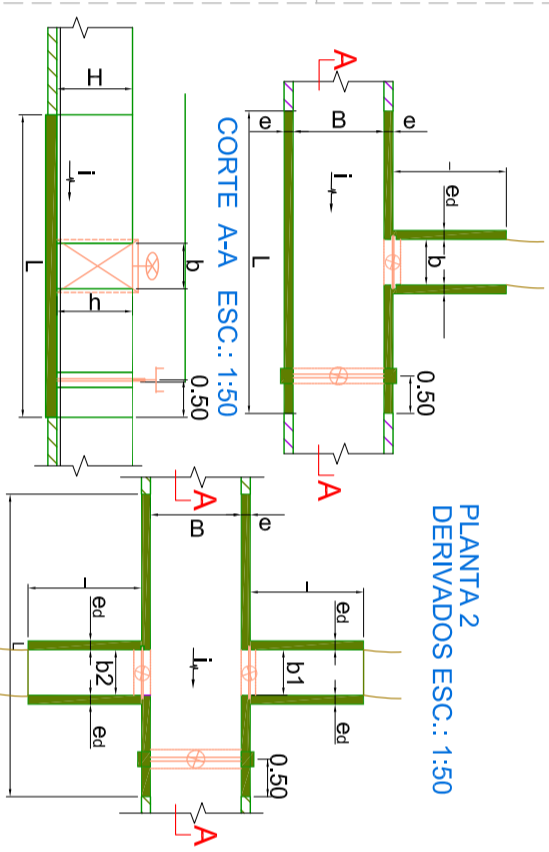 A
A
e
B
e
i
L
l
ed
b
0.50
CORTE A-A ESC.: 1:50
H
i
L
b
h
0.50
PLANTA 2
DERIVADOS ESC.: 1:50
A
A
B
e
i
L
l
ed
b1
ed
l
ed
b2
ed
0.50